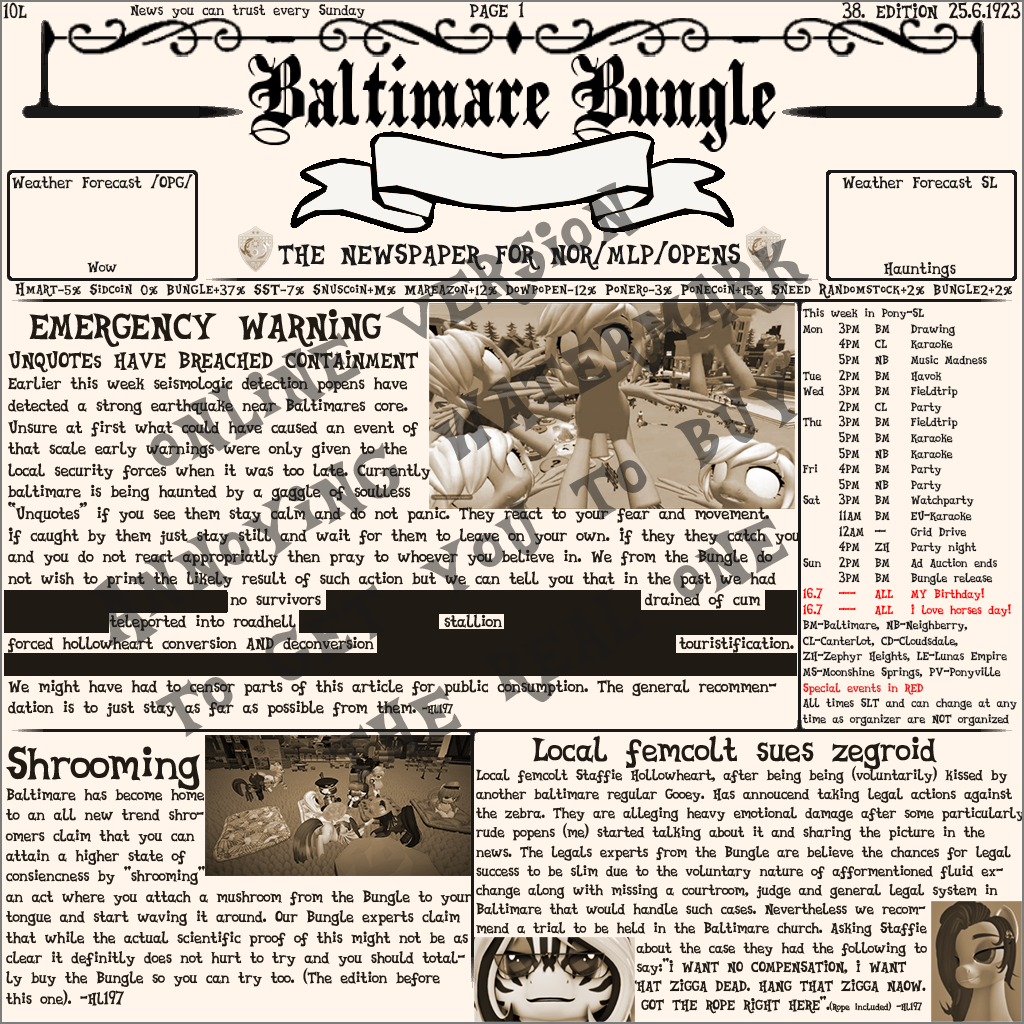 10L News you can trust every Sunday PAGE 1 38. EDITION 25.6.1923
Baltimare Bungle
Weather Forecast /OPG/
Wow
Weather Forecast SL
Hauntings
THE NEWSPAPER FOR NOR/MLP/OPENS
HMART-5% SIDCOIN 0% BUNGLE+37% SST-7% SNUSCOIN+M% MAREAZON+12% DOWPOPEN-12% PONER9-3% PONECOIN+15% SNEED RANDOMSTOCK+2% BUNGLE2+2%
EMERGENCY WARNING
UNQUOTES HAVE BREACHED CONTAINMENT
Earlier this week seismologic detection popens have
detected a strong earthquake near Baltimares core.
Unsure at first what could have caused an event of
that scale early warnings were only given to the
local security forces when it was too late. Currently
baltimare is being haunted by a gaggle of soulless
"Unquotes" if you see them stay calm and do not panic. They react to your fear and movement.
if caught by them just stay still and wait for them to leave on your own. if they they catch you
and you do not react appropriatly then pray to whoever you believe in. We from the Bungle do
not wish to print the likely result of such action but we can tell you that in the past we had
no survivors drained of cum
teleported into roadhell stallion
forced hollowheart conversion AND deconversion touristification.
We might have had to censor parts of this article for public consumption. The general recommen-
dation is to just stay as far as possible from them. -HL197
This week in Pony-SL
Mon 3PM BM Drawing
4PM CL Karaoke
5PM NB Music Madness
Tue 2PM BM Havok
Wed 3PM BM Fieldtrip
2PM CL Party
Thu 3PM BM Fieldtrip
5PM BM Karaoke
5PM NB Karaoke
Fri 4PM BM Party
5PM NB Party
Sat 3PM BM Watchparty
11AM BM EU-Karaoke
12AM --- Grid Drive
4PM ZH Party night
Sun 2PM BM Ad Auction ends
3PM BM Bungle release
16.7 --- ALL MY Birthday!
16.7 --- ALL I love horses day!
BM-Baltimare, NB-Neighberry,
CL-Canterlot, CD-Cloudsdale,
ZH-Zephyr Heights, LE-Lunas Empire
MS-Moonshine Springs, PV-Ponyville
Special events in RED
All times SLT and can change at any
time as organizer are NOT organized
Shrooming
Baltimare has become home
to an all new trend shro-
omers claim that you can
attain a higher state of
consiencness by "shrooming"
an act where you attach a mushroom from the Bungle to your
tongue and start waving it around. Our Bungle experts claim
that while the actual scientific proof of this might not be as
clear it definitly does not hurt to try and you should total-
ly buy the Bungle so you can try too. (The edition before
this one). -HL197
Local femcolt sues zegroid
Local femcolt Staffie Hollowheart, after being being (voluntarily) kissed by
another baltimare regular Gooey. Has annoucend taking legal actions against
the zebra. They are alleging heavy emotional damage after some particularly
rude popens (me) started talking about it and sharing the picture in the
news. The legals experts from the Bungle are believe the chances for legal
success to be slim due to the voluntary nature of afformentioned fluid ex-
change along with missing a courtroom, judge and general legal system in
Baltimare that would handle such cases. Nevertheless we recom-
mend a trial to be held in the Baltimare church. Asking Staffie
about the case they had the following to
say:"i WANT NO COMPENSATION, i WANT
HAT ZIGGA DEAD. HANG THAT ZIGGA NAOW.
GOT THE ROPE RIGHT HERE".(Rope included) -HL197
ONLINE VERSION
ANNOYING WATERMARK
TO GET YOU TO BUY
THE REAL ONE